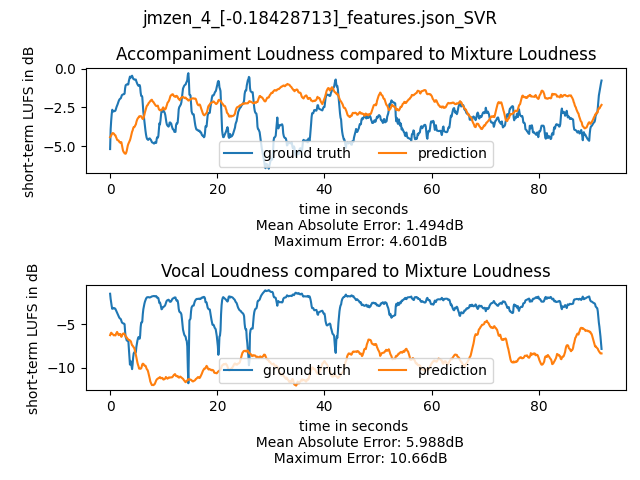 jmzen_4_[-0.18428713]_features.json_SVR
Accompaniment Loudness compared to Mixture Loudness
short-term LUFS in dB
0.0
−2.5
−5.0
ground truth
prediction
0
20
40
60
80
time in seconds
Mean Absolute Error: 1.494dB
Maximum Error: 4.601dB
Vocal Loudness compared to Mixture Loudness
short-term LUFS in dB
−5
−10
ground truth
prediction
0
20
40
60
80
time in seconds
Mean Absolute Error: 5.988dB
Maximum Error: 10.66dB